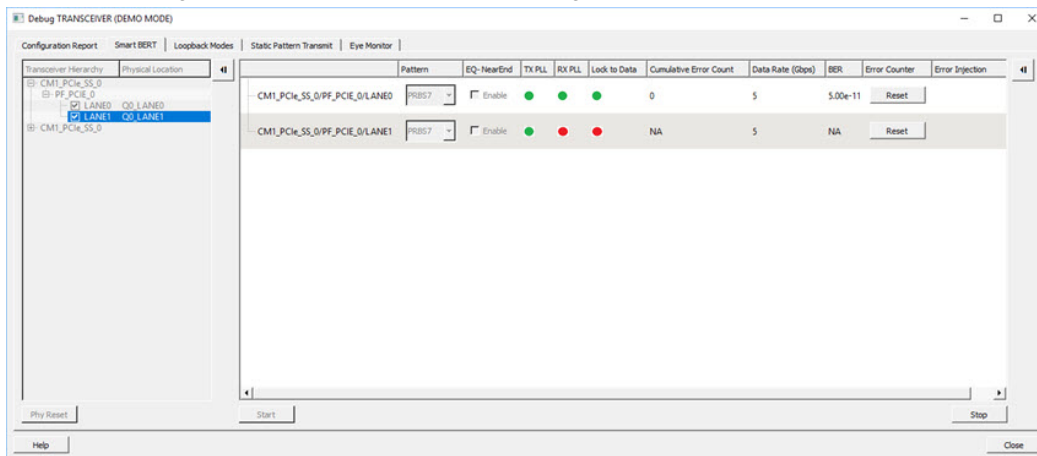 Debug TRANSCEIVER (DEMO MODE)
Configuration Report Smart BERT Loopback Modes Static Pattern Transmit Eye Monitor
Transceiver Hierarchy Physical Location
Pattern EQ-NearEnd TX PLL RX PLL Lock to Data Cumulative Error Count Data Rate (Gbps) BER Error Counter Error Injection
CM1_PCIe_SS_0
PF_PCIE_0
LANE0 Q0_LANE0
LANE1 Q0_LANE1
CM1_PCIe_SS_0
CM1_PCIe_SS_0/PF_PCIE_0/LANE0 PRBS7 Enable 0 5 5.00e-11 Reset
CM1_PCIe_SS_0/PF_PCIE_0/LANE1 PRBS7 Enable NA 5 NA Reset
Phy Reset Start Stop
Help Close